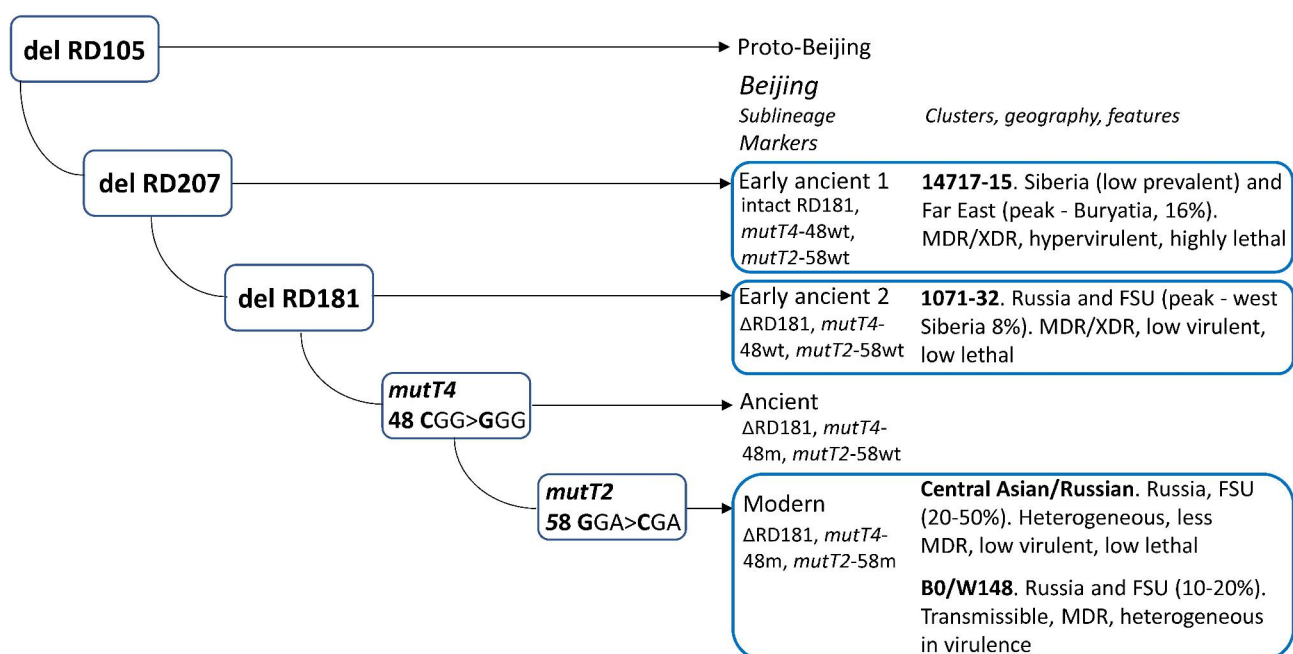 del RD105
Proto-Beijing
Beijing
Sublineage
Markers
Clusters, geography, features
del RD207
Early ancient 1
intact RD181,
mutT4-48wt,
mutT2-58wt
14717-15. Siberia (low prevalent) and
Far East (peak - Buryatia, 16%).
MDR/XDR, hypervirulent, highly lethal
del RD181
Early ancient 2
ΔRD181, mutT4-
48wt, mutT2-58wt
1071-32. Russia and FSU (peak - west
Siberia 8%). MDR/XDR, low virulent,
low lethal
mutT4
48 CGG>GGG
Ancient
ΔRD181, mutT4-
48m, mutT2-58wt
mutT2
58 GGA>CGA
Modern
ΔRD181, mutT4-
48m, mutT2-58m
Central Asian/Russian. Russia, FSU
(20-50%). Heterogeneous, less
MDR, low virulent, low lethal
B0/W148. Russia and FSU (10-20%).
Transmissible, MDR, heterogeneous
in virulence